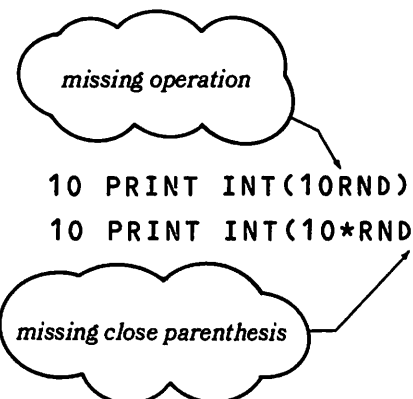 missing operation
10 PRINT INT(10RND)
10 PRINT INT(10*RND
missing close parenthesis